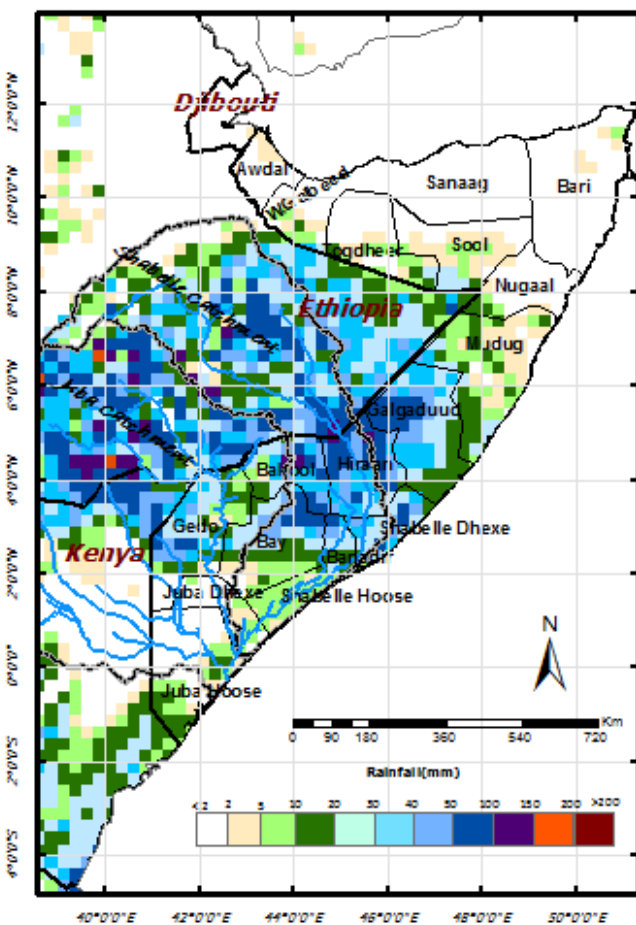 12°0'0"N
Djibouti
Awdal
WGalbeed
Sanaag
Bari
10°0'0"N
Togdheer
Sool
Shabelle catchment
Nugaal
8°0'0"N
Ethiopia
Mudug
6°0'0"N
Juba catchment
Galgaduud
Bakool
Hiraan
4°0'0"N
Gedo
Bay
Shabelle Dhexe
Kenya
Banadir
2°0'0"N
Juba Dhexe
Shabelle Hoose
N
0°0'0"
Juba Hoose
Km
0 90 180 360 540 720
2°0'0"S
Rainfall(mm)
<2 2 5 10 20 30 40 50 100 150 200 >200
4°0'0"S
40°0'0"E 42°0'0"E 44°0'0"E 46°0'0"E 48°0'0"E 50°0'0"E